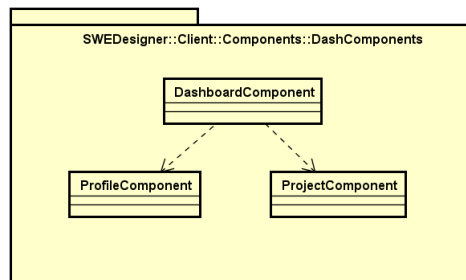 SWEDesigner::Client::Components::DashComponents
DashboardComponent
ProfileComponent
ProjectComponent